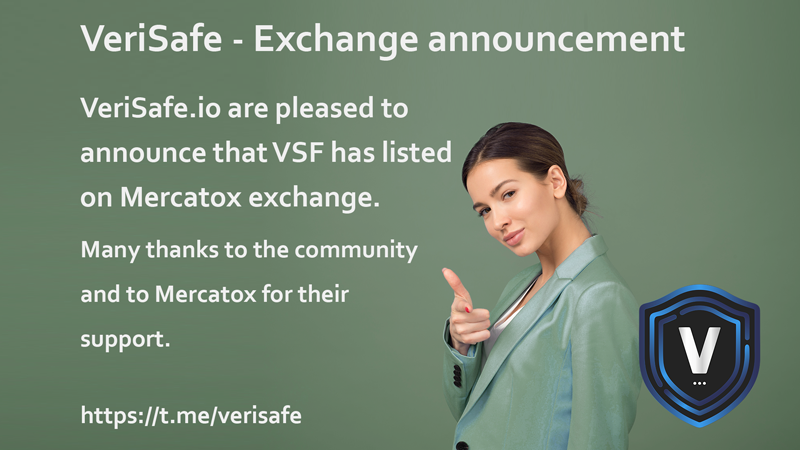 VeriSafe - Exchange announcement
VeriSafe.io are pleased to
announce that VSF has listed
on Mercatox exchange.
Many thanks to the community
and to Mercatox for their
support.
https://t.me/verisafe
V